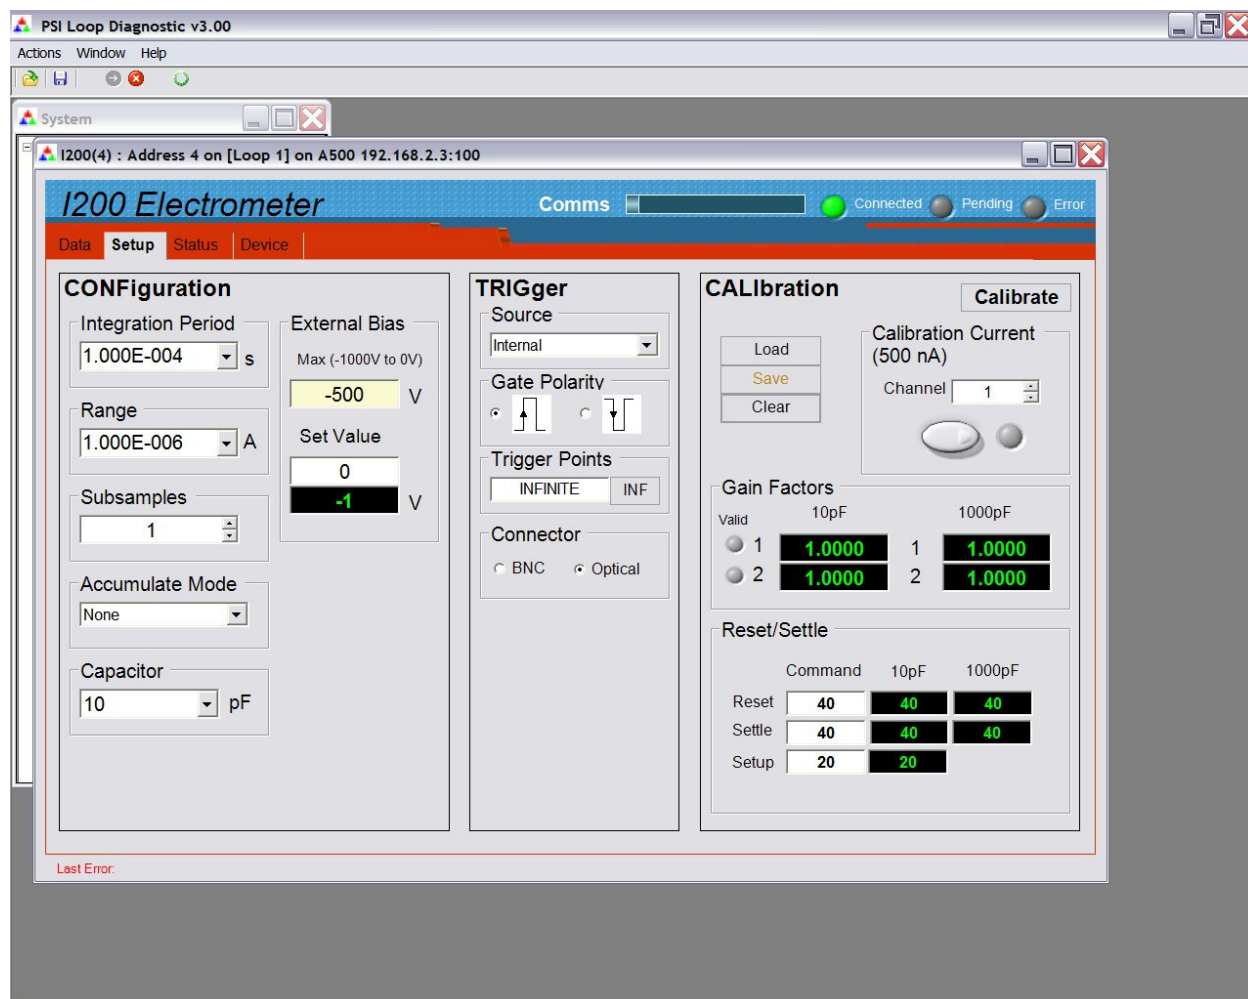 PSI Loop Diagnostic v3.00
Actions Window Help
System
I200(4) : Address 4 on [Loop 1] on A500 192.168.2.3:100
I200 Electrometer
Comms
Connected
Pending
Error
Data Setup Status Device
CONFiguration
Integration Period
1.000E-004 s
Range
1.000E-006 A
Subsamples
1
Accumulate Mode
None
Capacitor
10 pF
External Bias
Max (-1000V to 0V)
-500 V
Set Value
0
-1 V
TRIGger
Source
Internal
Gate Polarity
Trigger Points
INFINITE INF
Connector
BNC Optical
CALIbration
Calibrate
Load
Save
Clear
Calibration Current
(500 nA)
Channel 1
Gain Factors
Valid 10pF 1000pF
1 1.0000 1 1.0000
2 1.0000 2 1.0000
Reset/Settle
Command 10pF 1000pF
Reset 40 40 40
Settle 40 40 40
Setup 20 20
Last Error: